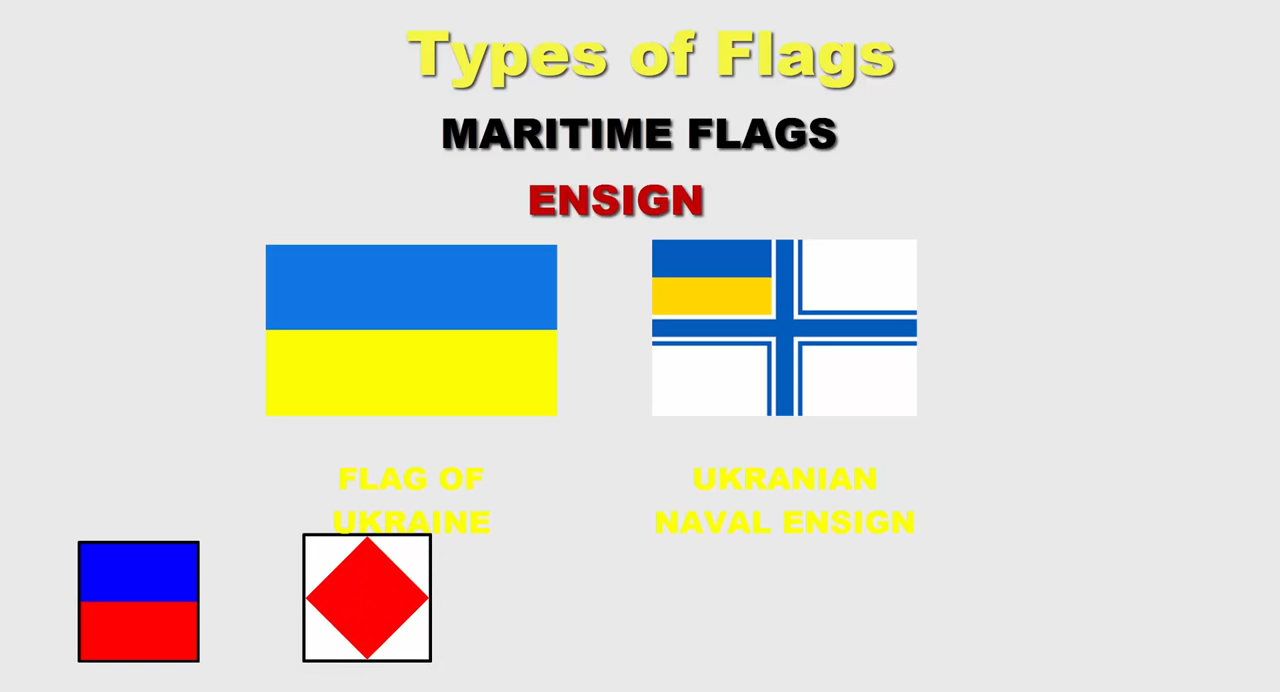 Types of Flags
MARITIME FLAGS
ENSIGN
FLAG OF
UKRAINE
UKRANIAN
NAVAL ENSIGN